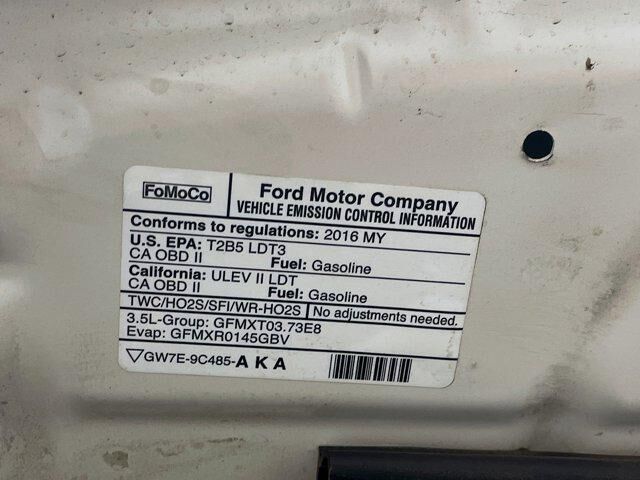 FoMoCo
Ford Motor Company
VEHICLE EMISSION CONTROL INFORMATION
Conforms to regulations: 2016 MY
U.S. EPA: T2B5 LDT3
CA OBD II Fuel: Gasoline
California: ULEV II LDT
CA OBD II Fuel: Gasoline
TWC/HO2S/SFI/WR-HO2S No adjustments needed.
3.5L-Group: GFMXT03.73E8
Evap: GFMXR0145GBV
GW7E-9C485-AKA